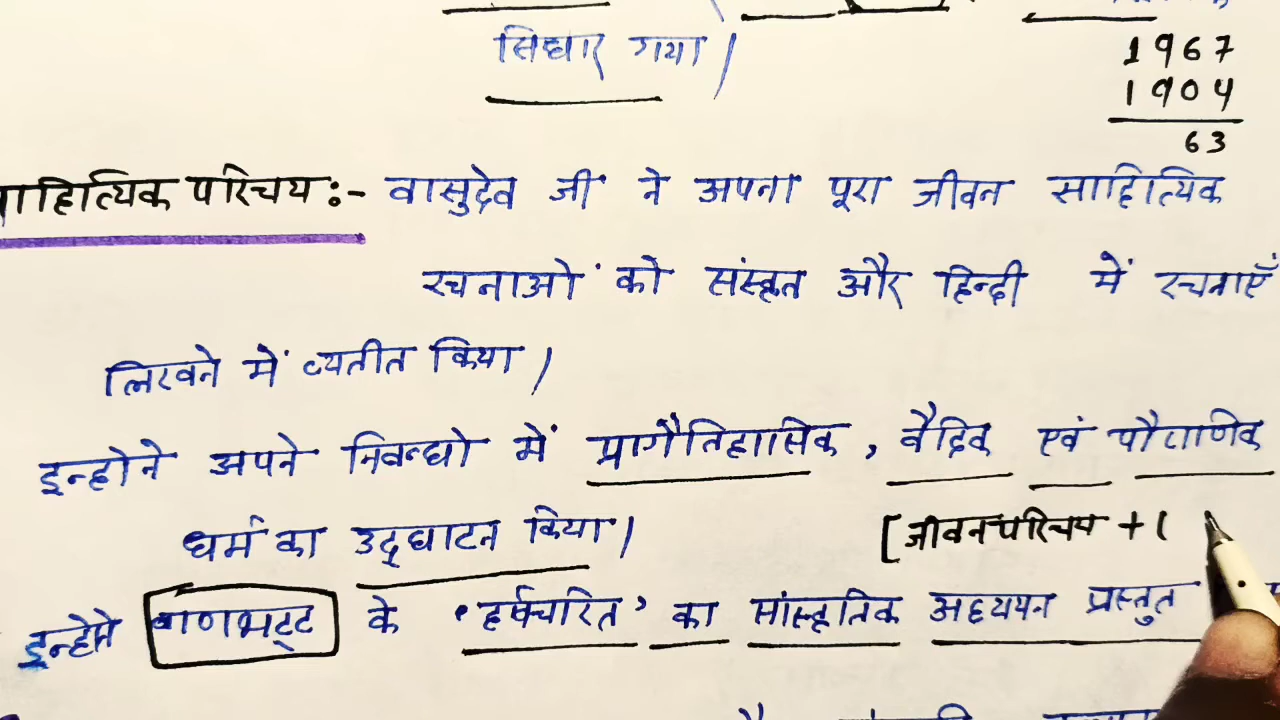 सिधार गया।
1967
1904
63
साहित्यिक परिचय:- वासुदेव जी ने अपना पूरा जीवन साहित्यिक
रचनाओं को संस्कृत और हिन्दी में रचनाएँ
लिखने में व्यतीत किया।
इन्होंने अपने निबन्धो में प्रागैतिहासिक, वैदिक एवं पौराणिक
धर्म का उद्घाटन किया।
[जीवनपरिचय + (
इन्होंने बाणभट्ट के 'हर्षचरित' का सांस्कृतिक अध्ययन प्रस्तुत